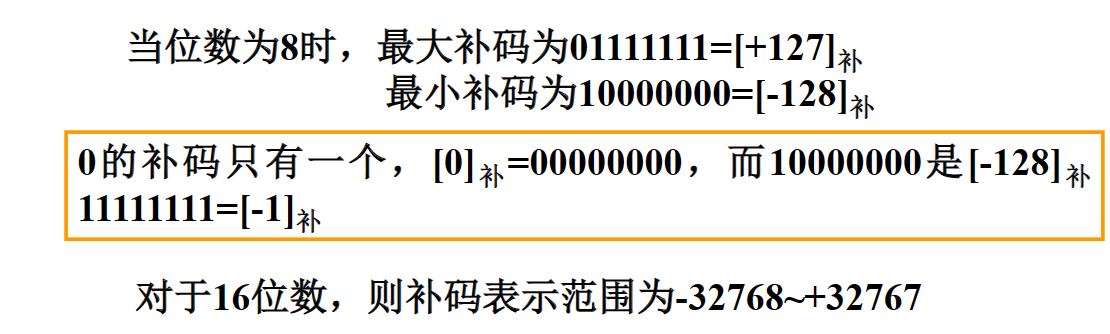 当位数为8时，最大补码为01111111=[+127]补
最小补码为10000000=[-128]补
0的补码只有一个，[0]补=00000000，而10000000是[-128]补
11111111=[-1]补
对于16位数，则补码表示范围为-32768~+32767